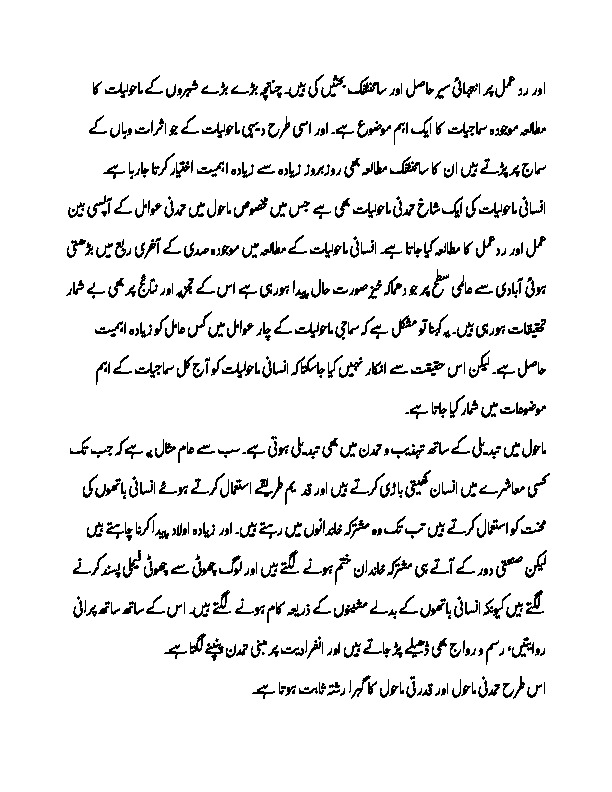 اور رد عمل پر انتہائی سیر حاصل اور سائنٹفک بحثیں کی ہیں۔ چنانچہ بڑے بڑے شہروں کے ماحولیات کا
مطالعہ موجودہ سماجیات کا ایک اہم موضوع ہے۔ اور اسی طرح دیہی ماحولیات کے جو اثرات وہاں کے
سماج پر پڑتے ہیں ان کا سائنٹفک مطالعہ بھی روز بروز زیادہ سے زیادہ اہمیت اختیار کرتا جارہا ہے۔
انسانی ماحولیات کی ایک شاخ تمدنی ماحولیات بھی ہے جس میں مخصوص ماحول میں تمدنی عوامل کے آپسی بین
عمل اور رد عمل کا مطالعہ کیا جاتا ہے۔ انسانی ماحولیات کے مطالعہ میں موجودہ صدی کے آخری ربع میں بڑھتی
ہوئی آبادی سے عالمی سطح پر جو دھماکہ خیز صورت حال پیدا ہورہی ہے اس کے تجزیہ اور نتائج پر بھی بے شمار
تحقیقات ہورہی ہیں۔ یہ کہنا تو مشکل ہے کہ سماجی ماحولیات کے چار عوامل میں کس عامل کو زیادہ اہمیت
حاصل ہے۔ لیکن اس حقیقت سے انکار نہیں کیا جاسکتا کہ انسانی ماحولیات کو آج کل سماجیات کے اہم
موضوعات میں شمار کیا جاتا ہے۔
ماحول میں تبدیلی کے ساتھ تہذیب و تمدن میں بھی تبدیلی ہوتی ہے۔ سب سے عام مثال یہ ہے کہ جب تک
کسی معاشرے میں انسان کھیتی باڑی کرتے ہیں اور قدیم طریقے استعمال کرتے ہوئے انسانی ہاتھوں کی
محنت کو استعمال کرتے ہیں تب تک وہ مشترکہ خاندانوں میں رہتے ہیں۔ اور زیادہ اولاد پیدا کرنا چاہتے ہیں
لیکن صنعتی دور کے آتے ہی مشترکہ خاندان ختم ہونے لگتے ہیں اور لوگ چھوٹی سے چھوٹی فیملی پسند کرنے
لگتے ہیں کیونکہ انسانی ہاتھوں کے بدلے مشینوں کے ذریعہ کام ہونے لگتے ہیں۔ اس کے ساتھ ساتھ پرانی
روایتیں، رسم و رواج بھی ڈھیلے پڑ جاتے ہیں اور انفرادیت پر مبنی تمدن پنپنے لگتا ہے۔
اس طرح تمدنی ماحول اور قدرتی ماحول کا گہرا رشتہ ثابت ہوتا ہے۔